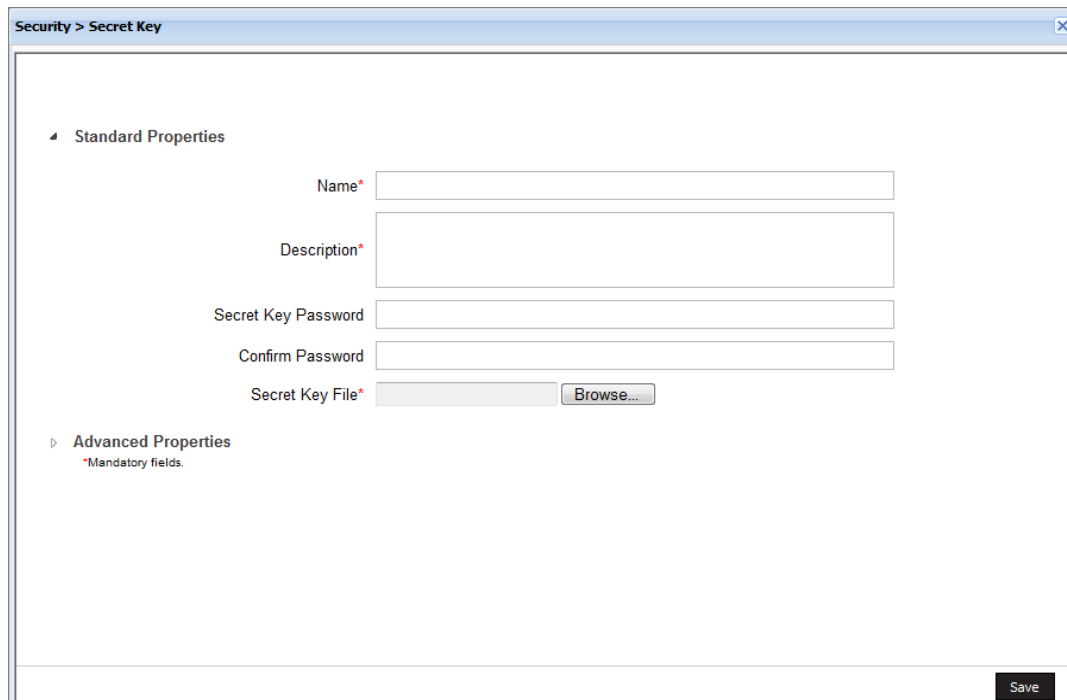 Security > Secret Key
Standard Properties
Name*
Description*
Secret Key Password
Confirm Password
Secret Key File* Browse...
Advanced Properties
*Mandatory fields.
Save